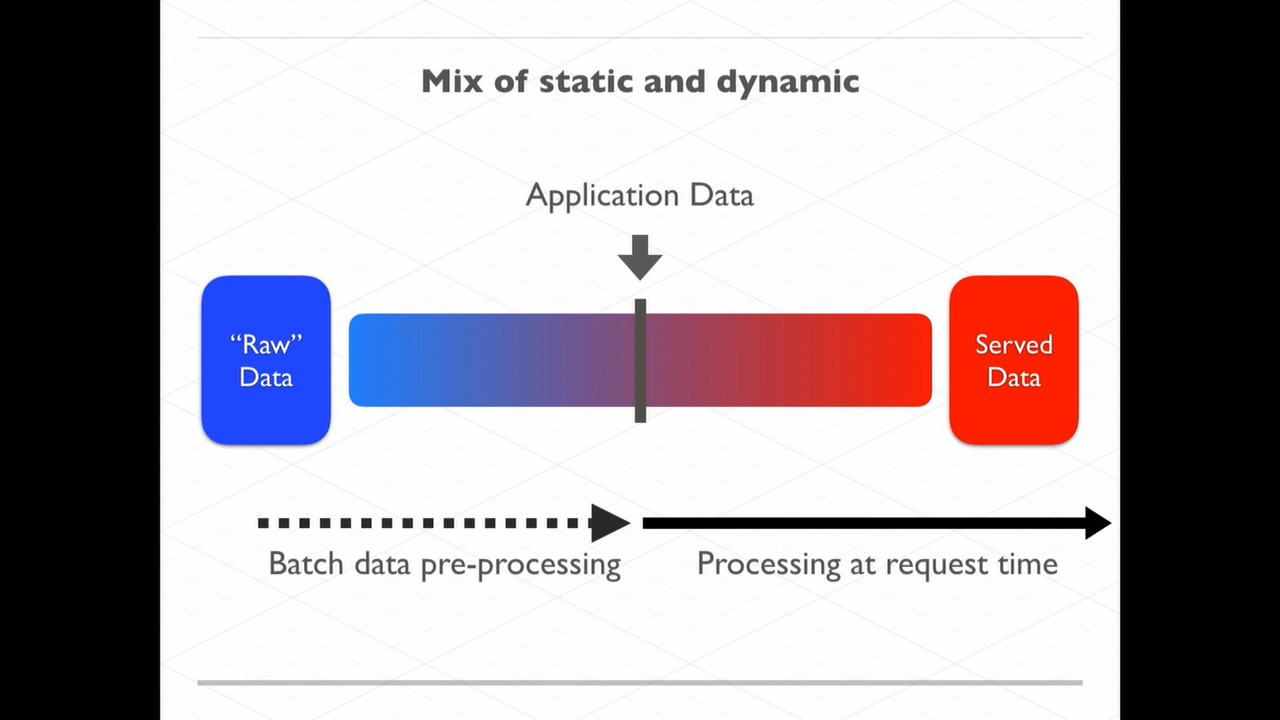 Mix of static and dynamic
Application Data
“Raw”
Data
Served
Data
Batch data pre-processing
Processing at request time